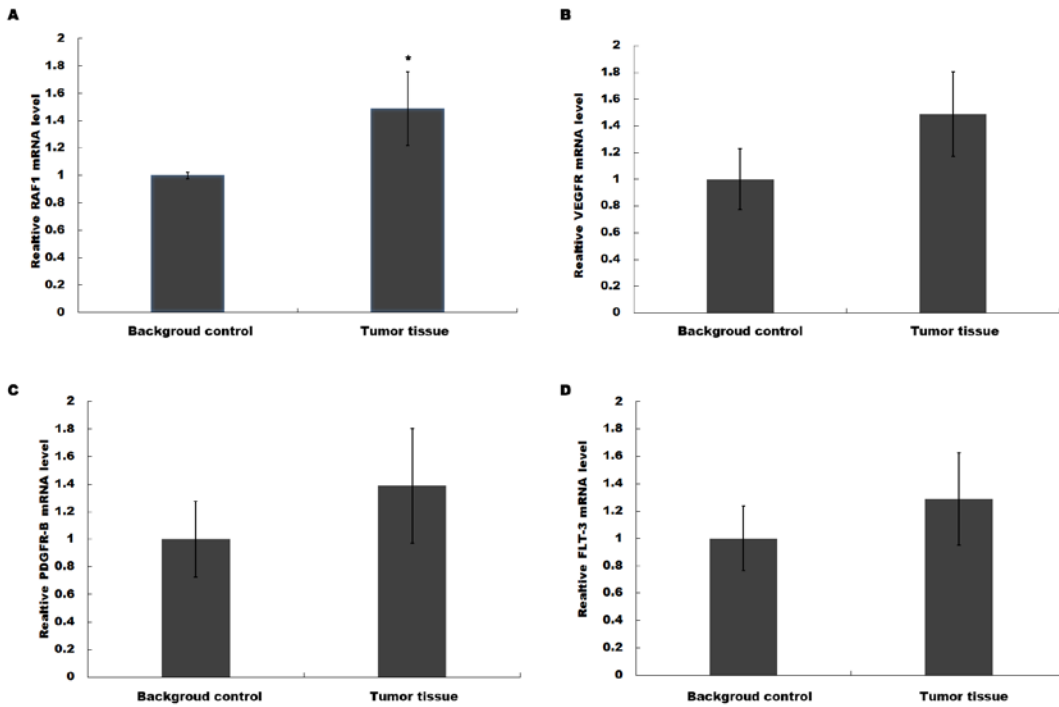 A
Realtive RAF1 mRNA level
2
1.8
1.6
1.4
1.2
1
0.8
0.6
0.4
0.2
0
*
Backgroud control
Tumor tissue
B
Realtive VEGFR mRNA level
2
1.8
1.6
1.4
1.2
1
0.8
0.6
0.4
0.2
0
Backgroud control
Tumor tissue
C
Realtive PDGFR-B mRNA level
2
1.8
1.6
1.4
1.2
1
0.8
0.6
0.4
0.2
0
Backgroud control
Tumor tissue
D
Realtive FLT-3 mRNA level
2
1.8
1.6
1.4
1.2
1
0.8
0.6
0.4
0.2
0
Backgroud control
Tumor tissue